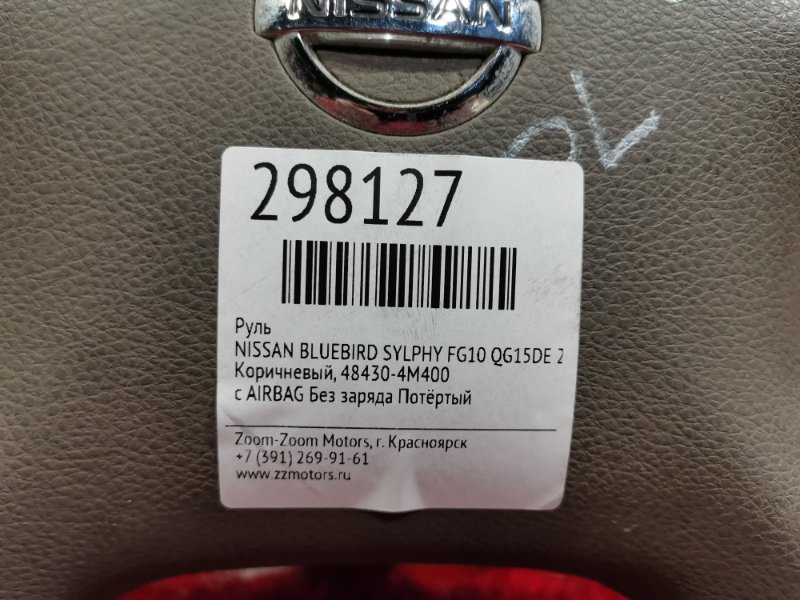 NISSAN
298127
Руль
NISSAN BLUEBIRD SYLPHY FG10 QG15DE 2
Коричневый, 48430-4M400
с AIRBAG Без заряда Потёртый
Zoom-Zoom Motors, г. Красноярск
+7 (391) 269-91-61
www.zzmotors.ru